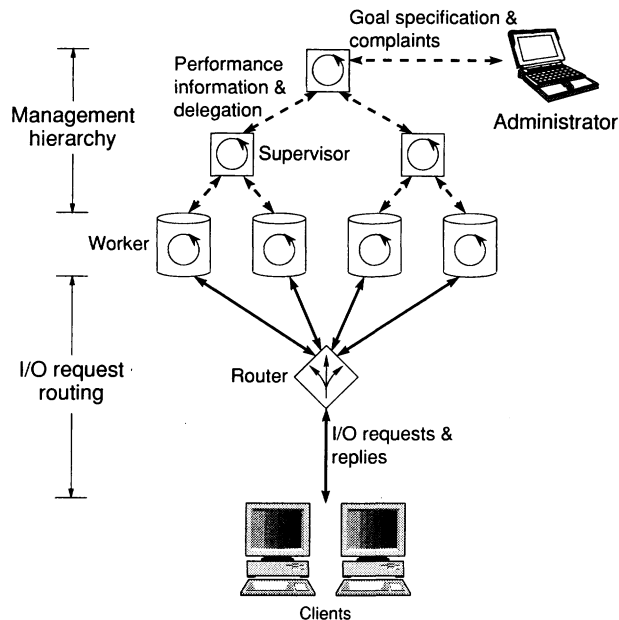 Goal specification &
complaints
Performance
information &
delegation
Administrator
Management
hierarchy
Supervisor
Worker
I/O request
routing
Router
I/O requests &
replies
Clients